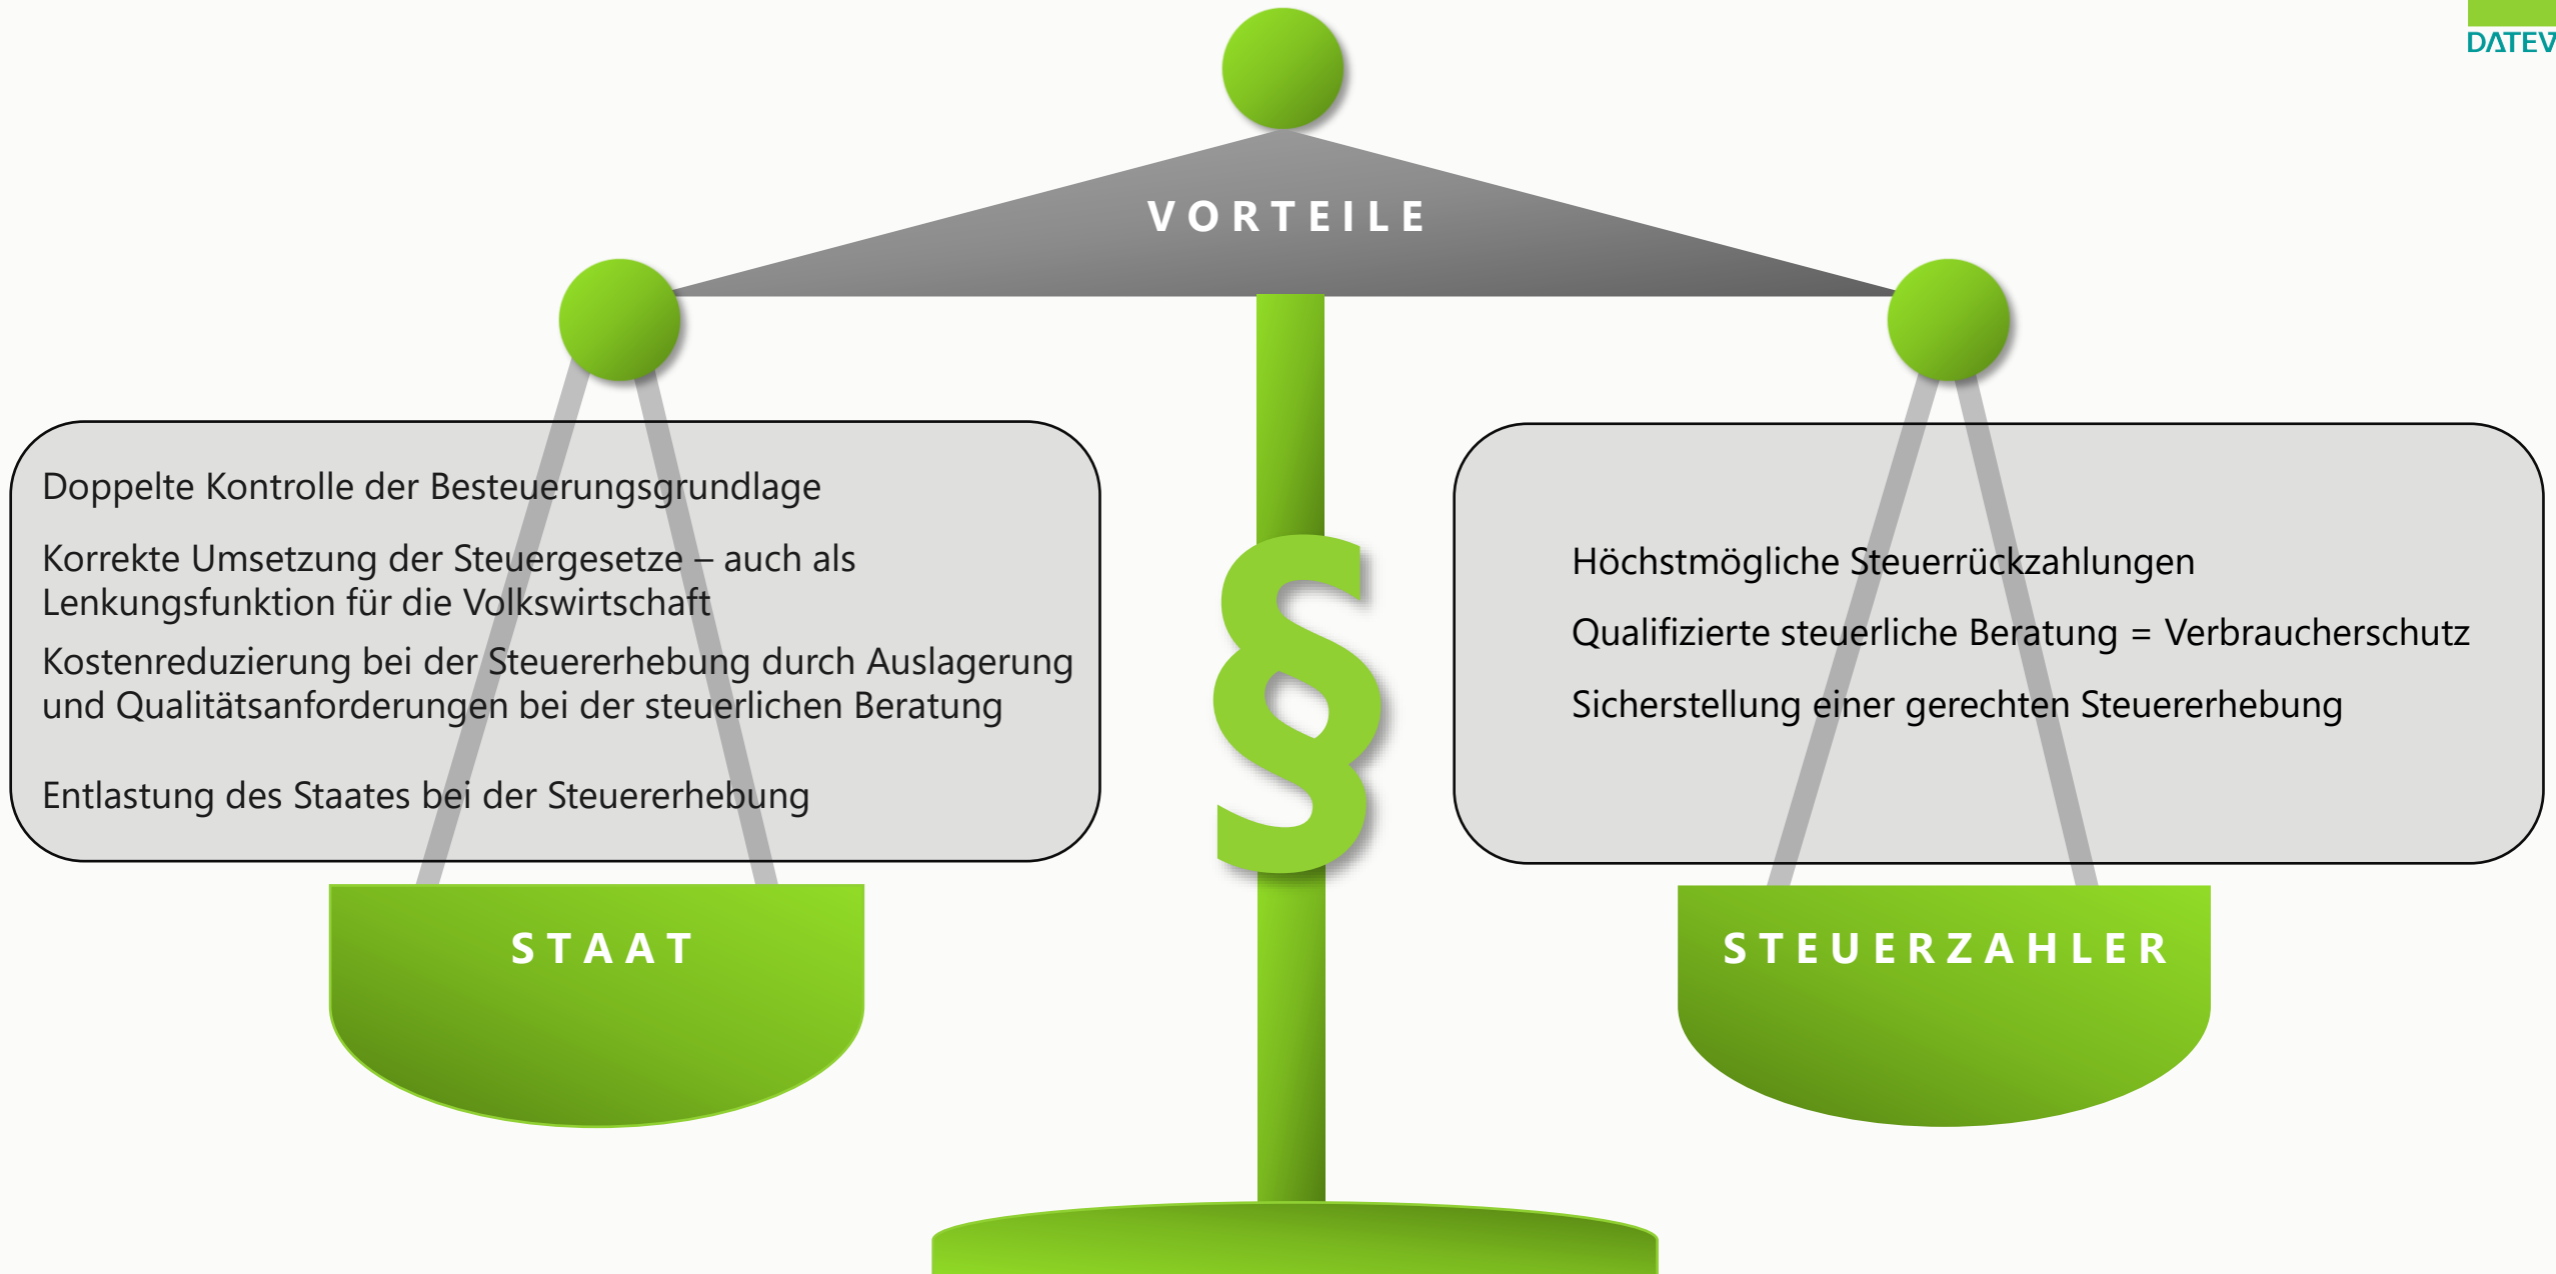 DATEV
VORTEILE
Doppelte Kontrolle der Besteuerungsgrundlage
Korrekte Umsetzung der Steuergesetze – auch als
Lenkungsfunktion für die Volkswirtschaft
Kostenreduzierung bei der Steuererhebung durch Auslagerung
und Qualitätsanforderungen bei der steuerlichen Beratung
Entlastung des Staates bei der Steuererhebung
§
Höchstmögliche Steuerrückzahlungen
Qualifizierte steuerliche Beratung = Verbraucherschutz
Sicherstellung einer gerechten Steuererhebung
STAAT
STEUERZAHLER